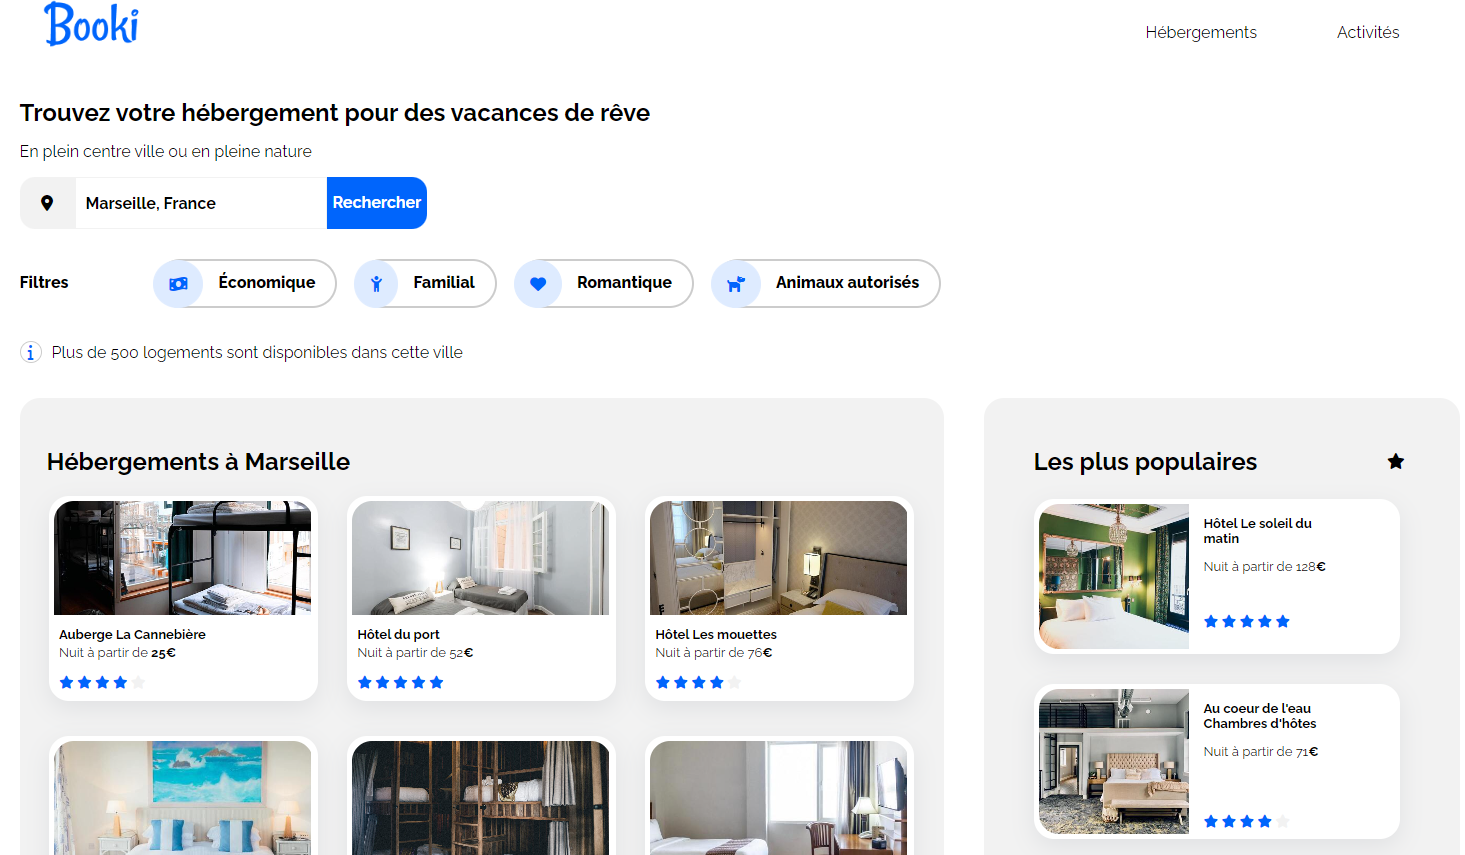 Booki
Hébergements
Activités
Trouvez votre hébergement pour des vacances de rêve
En plein centre ville ou en pleine nature
Marseille, France
Rechercher
Filtres
Économique
Familial
Romantique
Animaux autorisés
Plus de 500 logements sont disponibles dans cette ville
Hébergements à Marseille
Auberge La Cannebière
Nuit à partir de 25€
Hôtel du port
Nuit à partir de 52€
Hôtel Les mouettes
Nuit à partir de 76€
Les plus populaires
Hôtel Le soleil du
matin
Nuit à partir de 128€
Au coeur de l'eau
Chambres d'hôtes
Nuit à partir de 71€